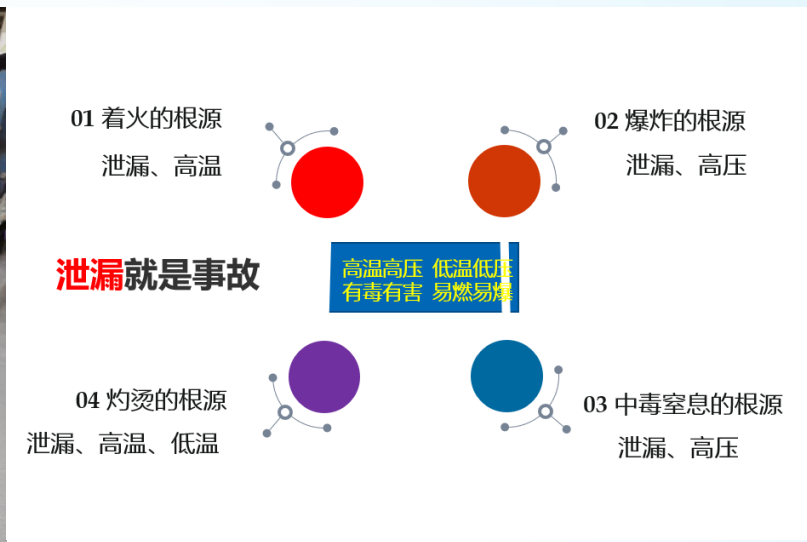 01 着火的根源
泄漏、高温
02 爆炸的根源
泄漏、高压
泄漏就是事故
高温高压 低温低压
有毒有害 易燃易爆
04 灼烫的根源
泄漏、高温、低温
03 中毒窒息的根源
泄漏、高压